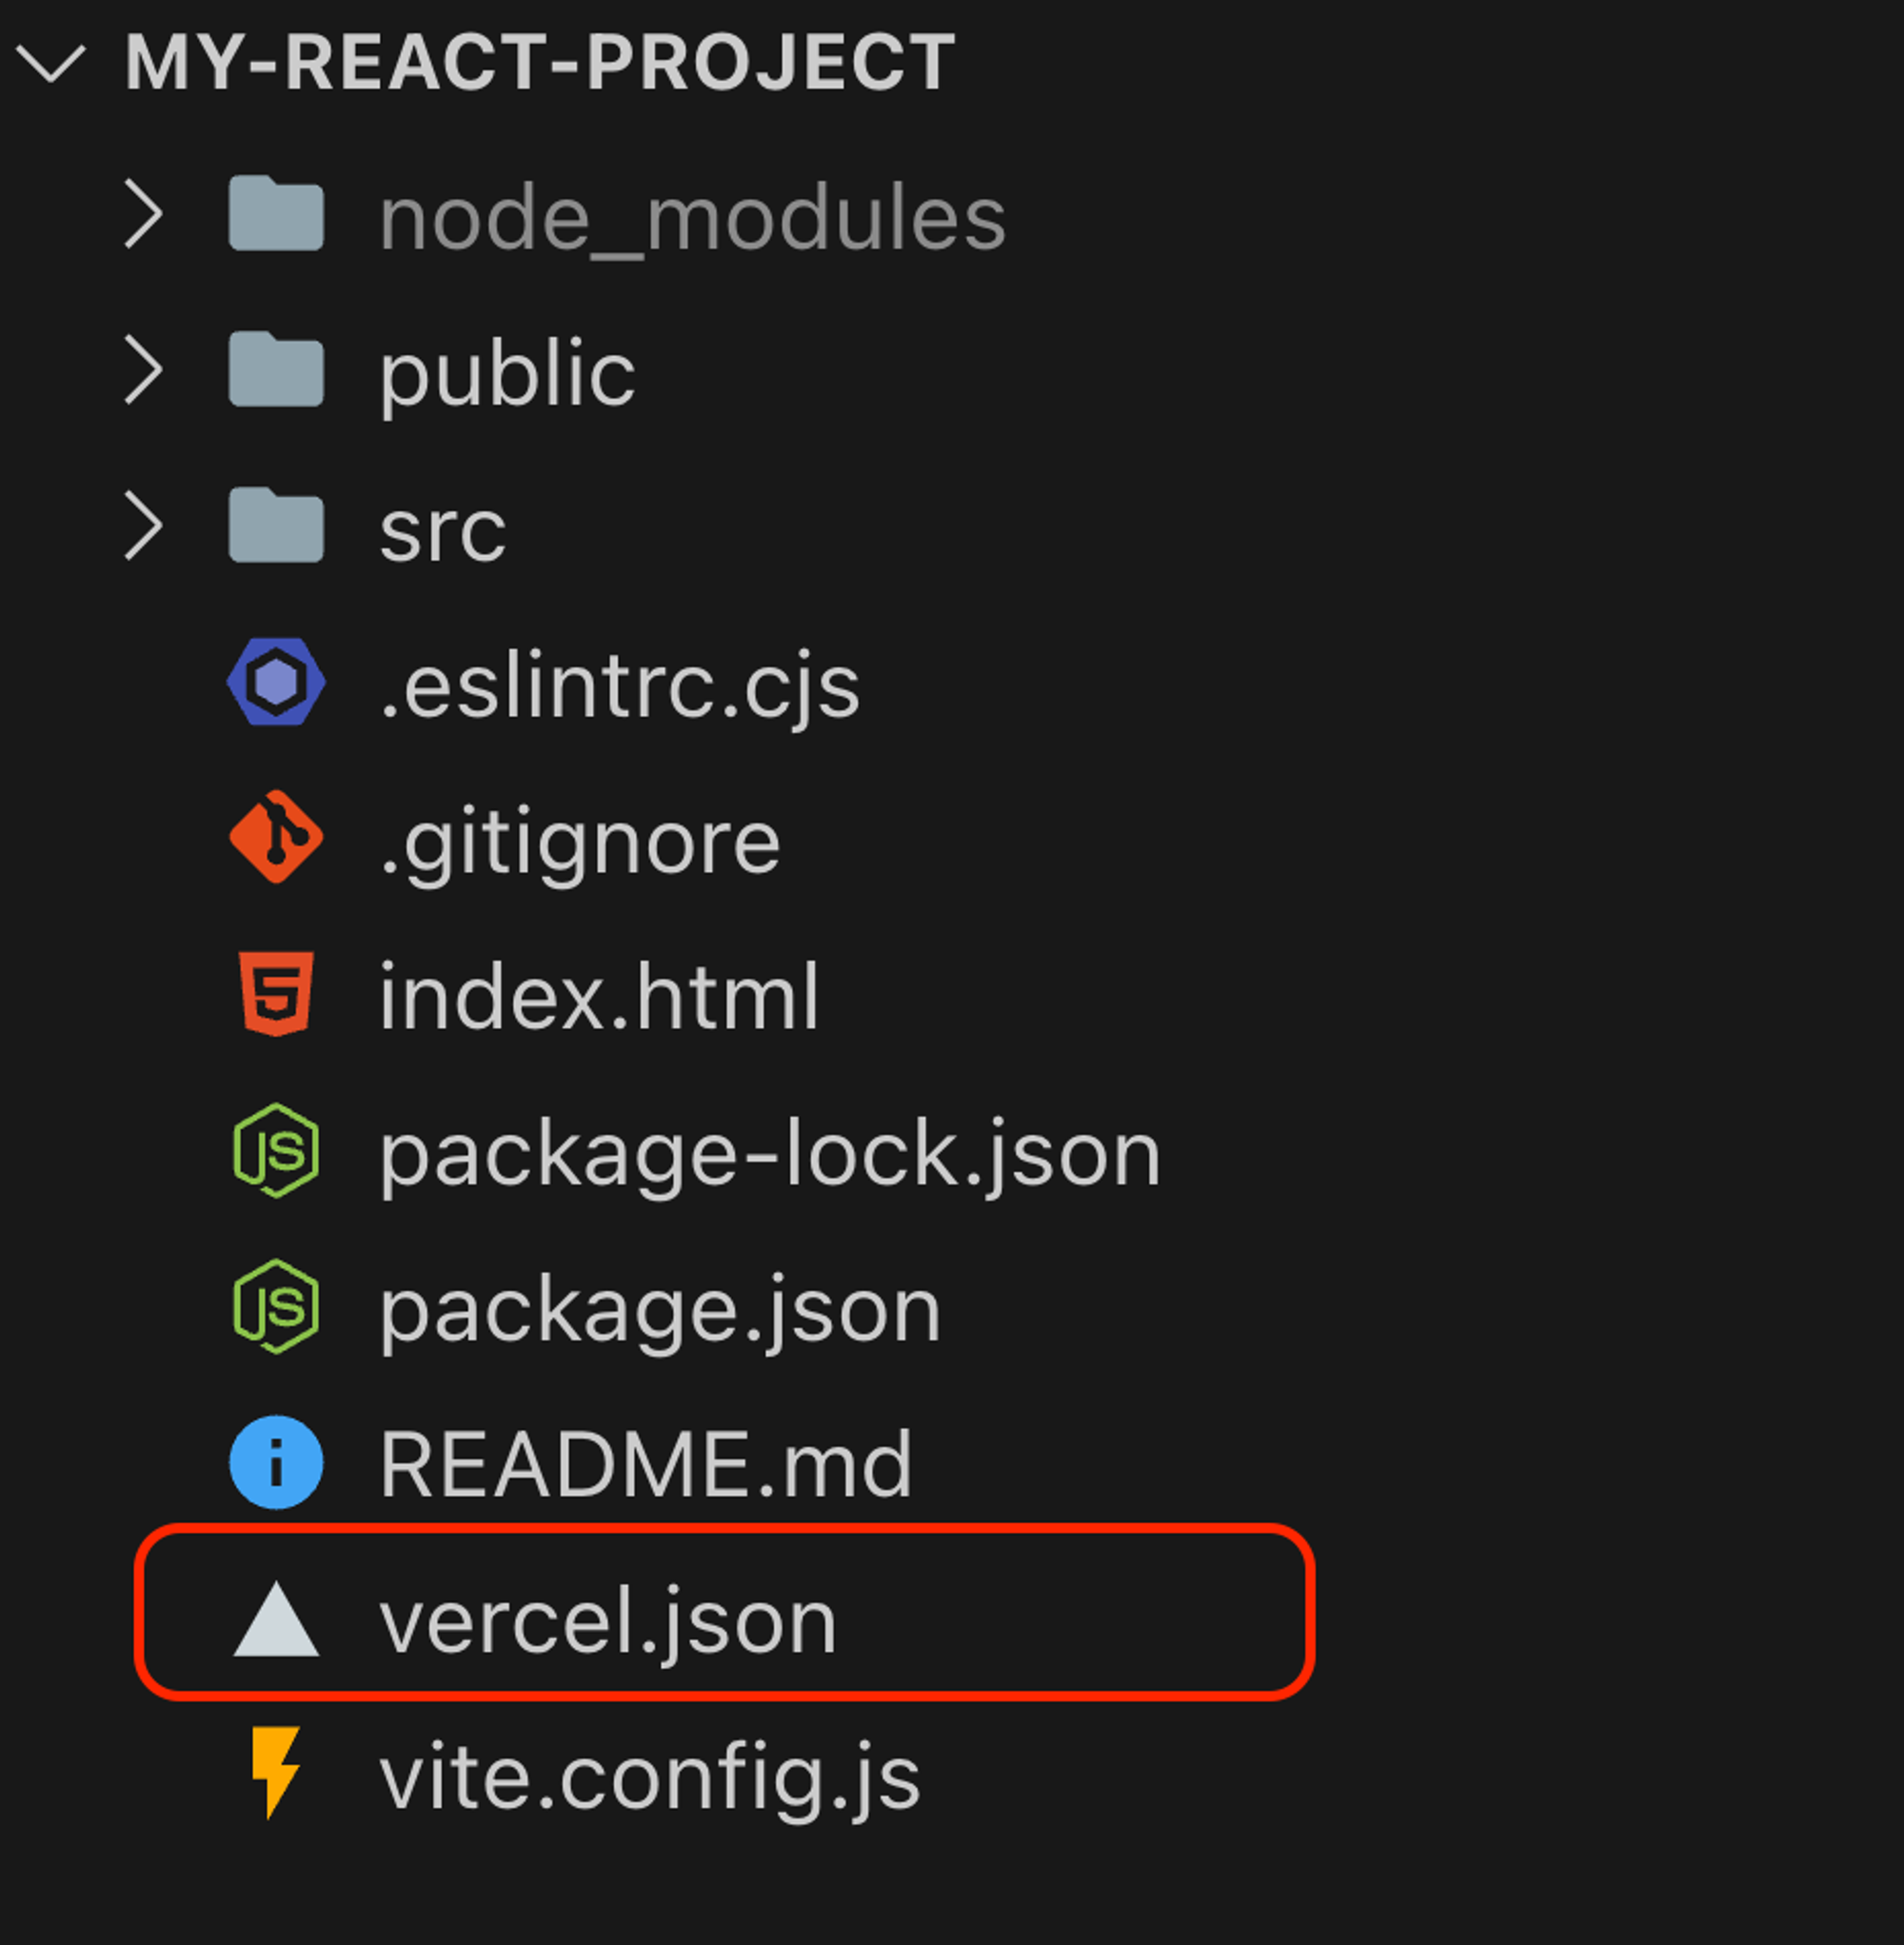 MY-REACT-PROJECT
node_modules
public
src
.eslintrc.cjs
.gitignore
index.html
package-lock.json
package.json
README.md
vercel.json
vite.config.js